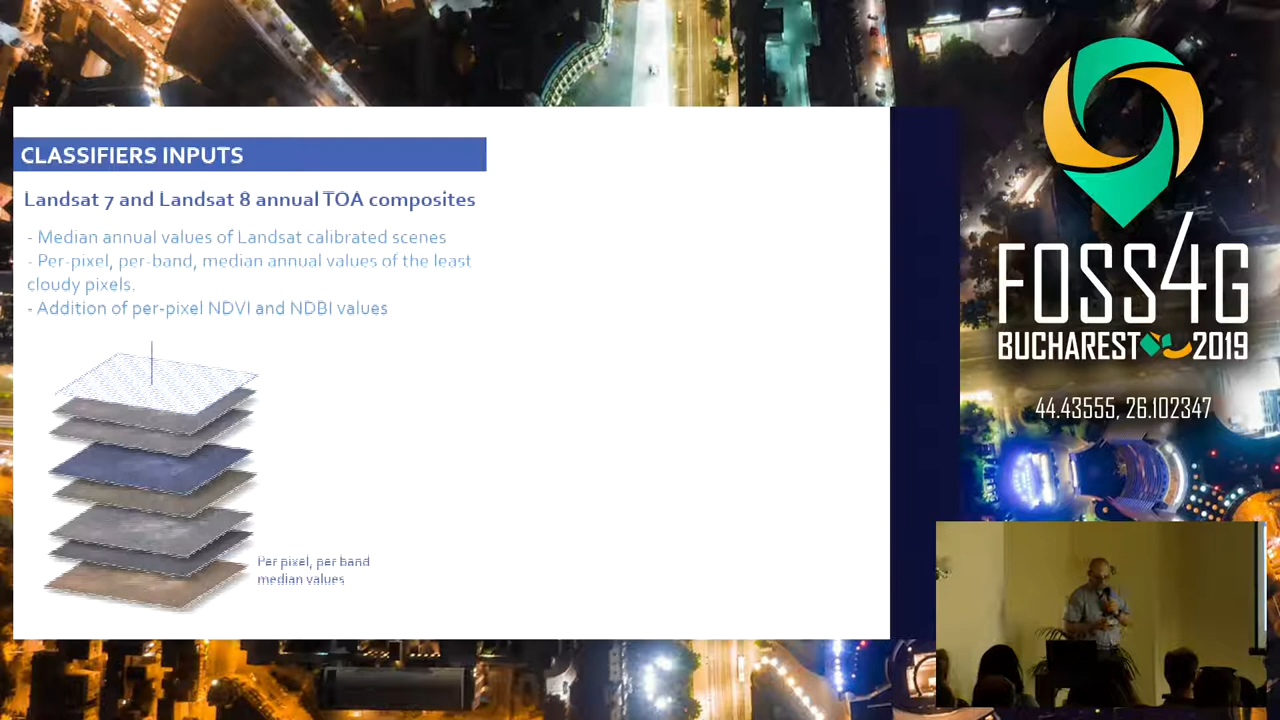 CLASSIFIERS INPUTS
Landsat 7 and Landsat 8 annual TOA composites
- Median annual values of Landsat calibrated scenes
- Per-pixel, per-band, median annual values of the least
cloudy pixels.
- Addition of per-pixel NDVI and NDBI values
Per pixel, per band
median values
FOSS4G
BUCHAREST 2019
44.43555, 26.102347